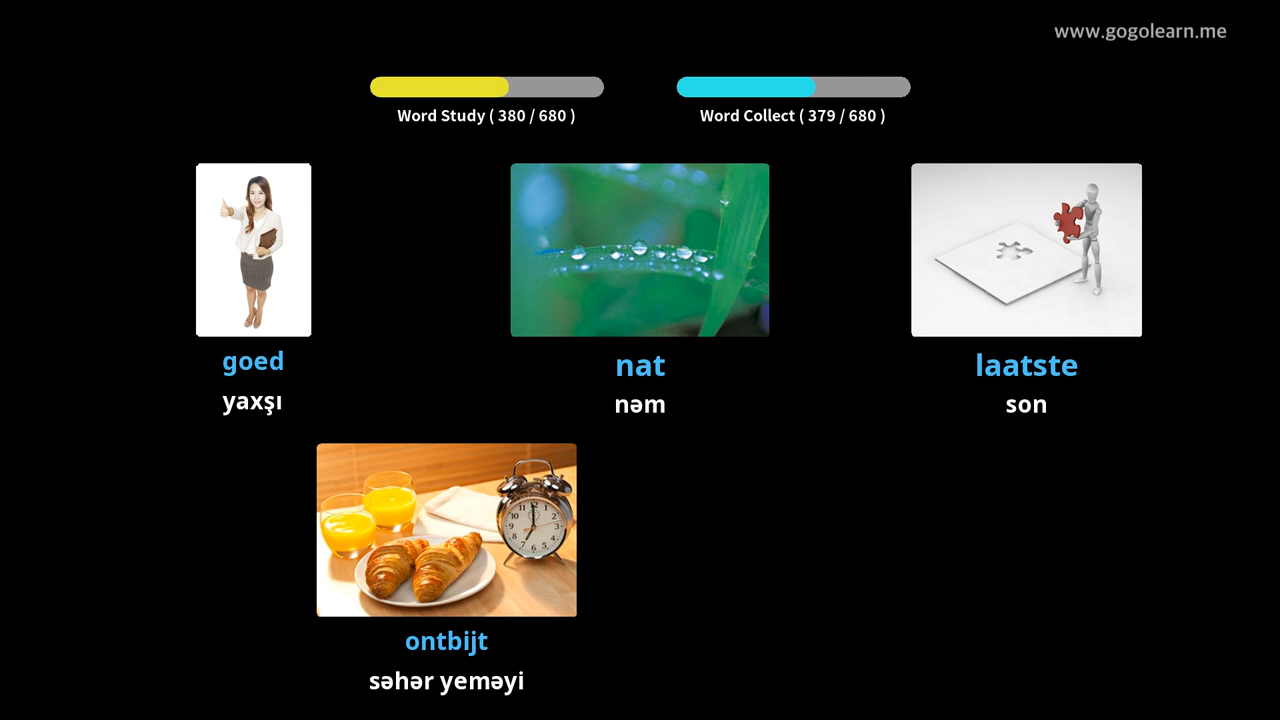 www.gogolearn.me
Word Study ( 380 / 680 )
Word Collect ( 379 / 680 )
goed
yaxşı
nat
nəm
laatste
son
ontbijt
səhər yeməyi